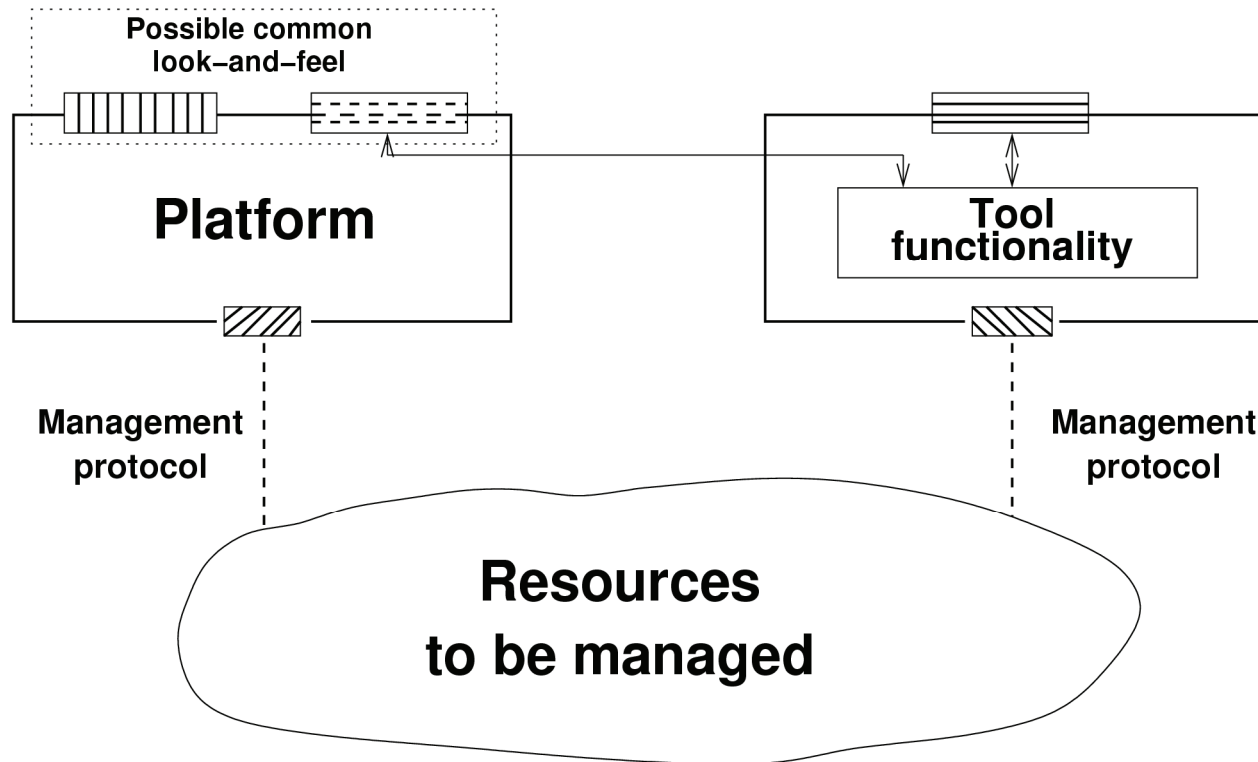 Possible common
look–and–feel
Platform
Tool
functionality
Management
protocol
Management
protocol
Resources
to be managed